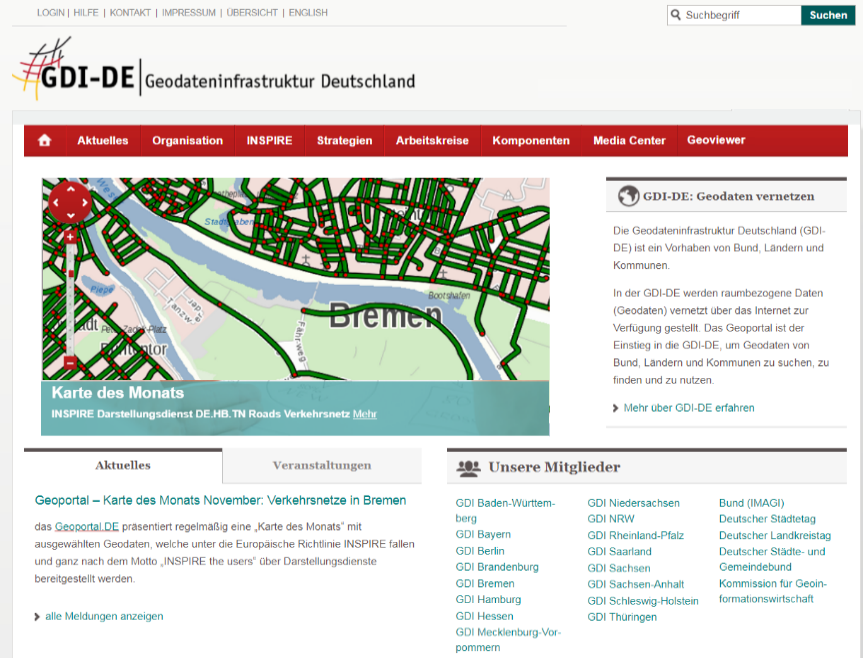 LOGIN | HILFE | KONTAKT | IMPRESSUM | ÜBERSICHT | ENGLISH
Suchbegriff
Suchen
GDI-DE Geodateninfrastruktur Deutschland
Aktuelles Organisation INSPIRE Strategien Arbeitskreise Komponenten Media Center Geoviewer
Bootshafen
Piepe
Bremen
Fährweg
Karte des Monats
INSPIRE Darstellungsdienst DE.HB.TN Roads Verkehrsnetz Mehr
GDI-DE: Geodaten vernetzen
Die Geodateninfrastruktur Deutschland (GDI-
DE) ist ein Vorhaben von Bund, Ländern und
Kommunen.
In der GDI-DE werden raumbezogene Daten
(Geodaten) vernetzt über das Internet zur
Verfügung gestellt. Das Geoportal ist der
Einstieg in die GDI-DE, um Geodaten von
Bund, Ländern und Kommunen zu suchen, zu
finden und zu nutzen.
Mehr über GDI-DE erfahren
Aktuelles
Veranstaltungen
Geoportal – Karte des Monats November: Verkehrsnetze in Bremen
das Geoportal.DE präsentiert regelmäßig eine „Karte des Monats" mit
ausgewählten Geodaten, welche unter die Europäische Richtlinie INSPIRE fallen
und ganz nach dem Motto „INSPIRE the users" über Darstellungsdienste
bereitgestellt werden.
alle Meldungen anzeigen
Unsere Mitglieder
GDI Baden-Württem-
berg
GDI Bayern
GDI Berlin
GDI Brandenburg
GDI Bremen
GDI Hamburg
GDI Hessen
GDI Mecklenburg-Vor-
pommern
GDI Niedersachsen
GDI NRW
GDI Rheinland-Pfalz
GDI Saarland
GDI Sachsen
GDI Sachsen-Anhalt
GDI Schleswig-Holstein
GDI Thüringen
Bund (IMAGI)
Deutscher Städtetag
Deutscher Landkreistag
Deutscher Städte- und
Gemeindebund
Kommission für Geoin-
formationswirtschaft